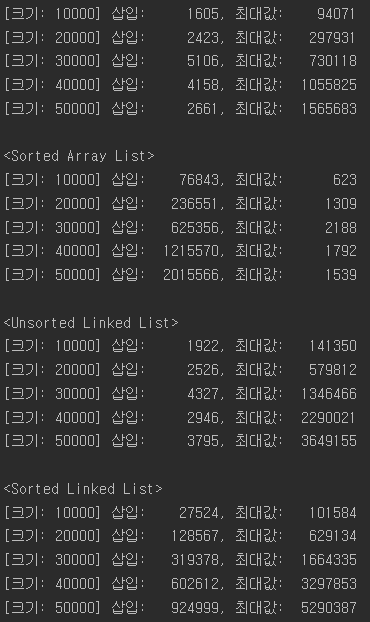 [크기: 10000] 삽입: 1605, 최대값: 94071
[크기: 20000] 삽입: 2423, 최대값: 297931
[크기: 30000] 삽입: 5106, 최대값: 730118
[크기: 40000] 삽입: 4158, 최대값: 1055825
[크기: 50000] 삽입: 2661, 최대값: 1565683
<Sorted Array List>
[크기: 10000] 삽입: 76843, 최대값: 623
[크기: 20000] 삽입: 236551, 최대값: 1309
[크기: 30000] 삽입: 625356, 최대값: 2188
[크기: 40000] 삽입: 1215570, 최대값: 1792
[크기: 50000] 삽입: 2015566, 최대값: 1539
<Unsorted Linked List>
[크기: 10000] 삽입: 1922, 최대값: 141350
[크기: 20000] 삽입: 2526, 최대값: 579812
[크기: 30000] 삽입: 4327, 최대값: 1346466
[크기: 40000] 삽입: 2946, 최대값: 2290021
[크기: 50000] 삽입: 3795, 최대값: 3649155
<Sorted Linked List>
[크기: 10000] 삽입: 27524, 최대값: 101584
[크기: 20000] 삽입: 128567, 최대값: 629134
[크기: 30000] 삽입: 319378, 최대값: 1664335
[크기: 40000] 삽입: 602612, 최대값: 3297853
[크기: 50000] 삽입: 924999, 최대값: 5290387